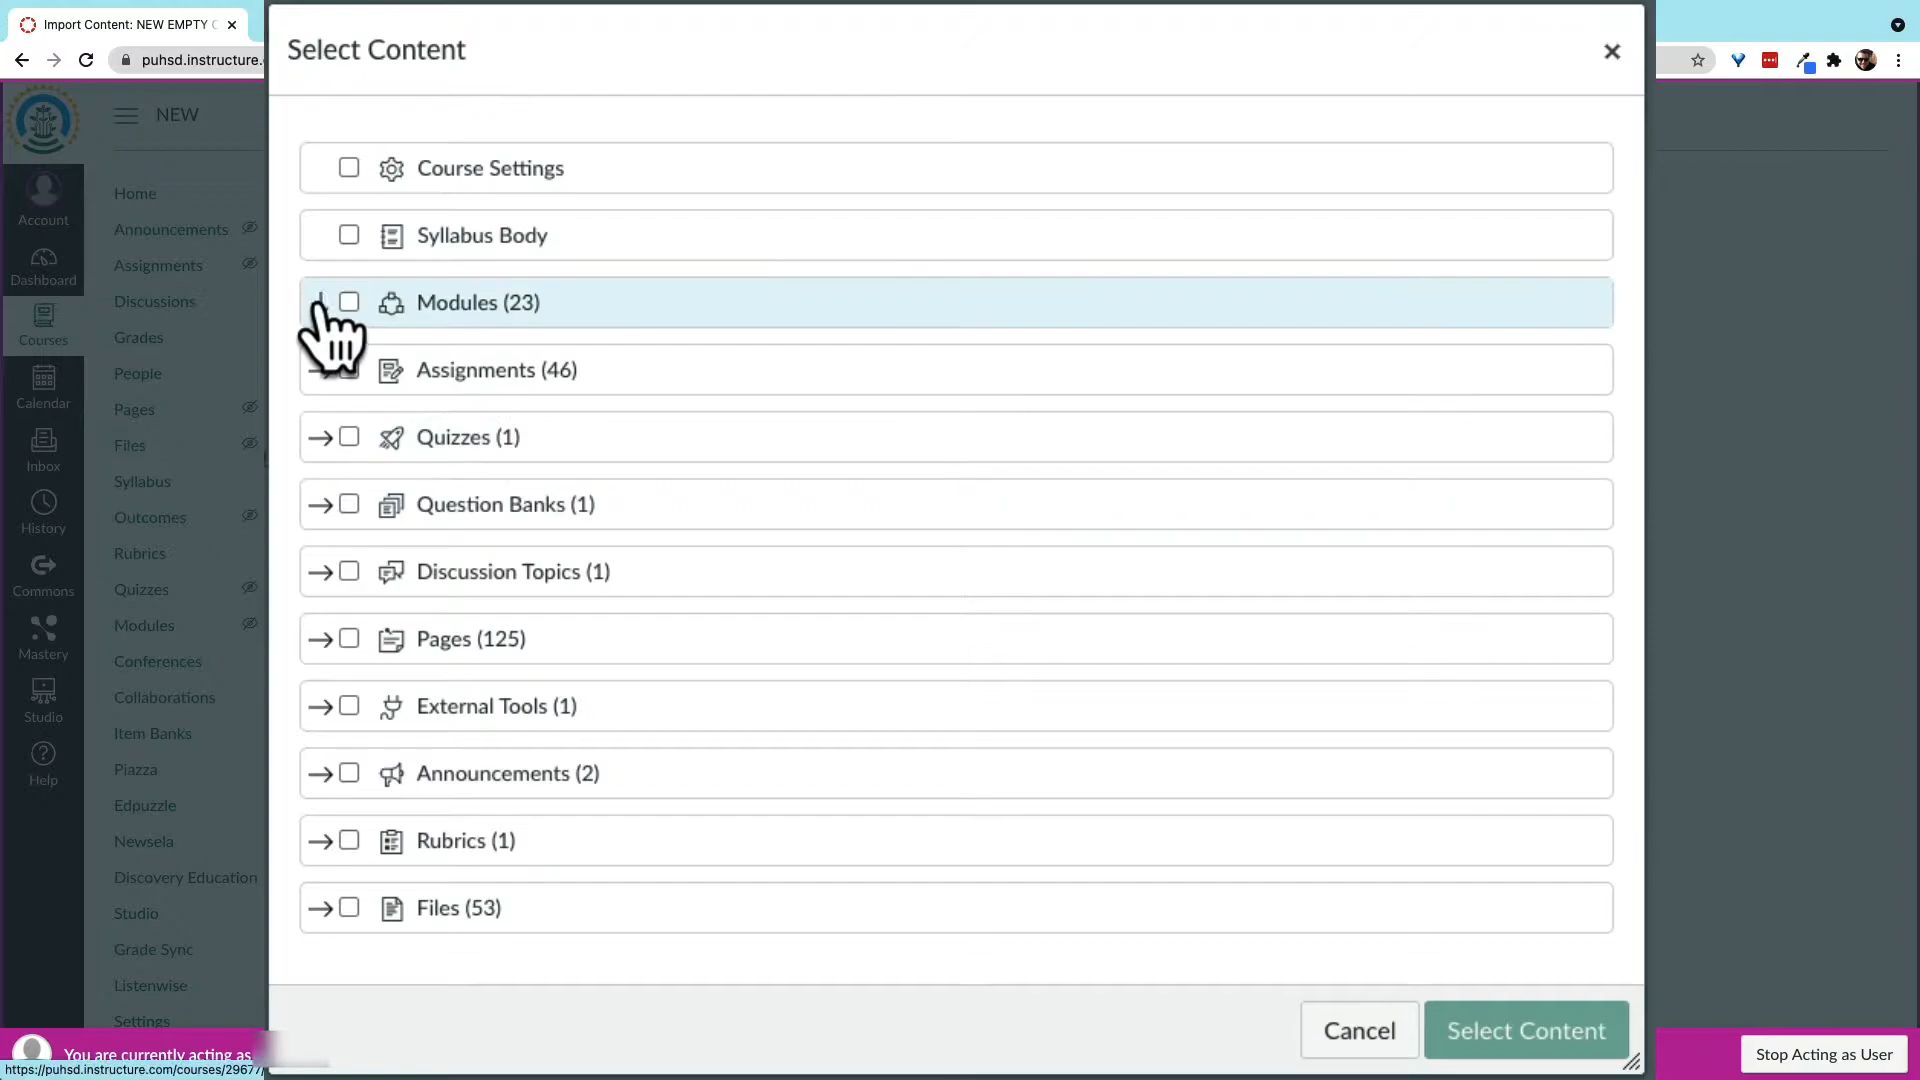 Import Content: NEW EMPTY C
puhsd.instructure.
Select Content
NEW
Account
Dashboard
Courses
Calendar
Inbox
History
Commons
Mastery
Studio
Help
Home
Announcements
Assignments
Discussions
Grades
People
Pages
Files
Syllabus
Outcomes
Rubrics
Quizzes
Modules
Conferences
Collaborations
Item Banks
Piazza
Edpuzzle
Newsela
Discovery Education
Studio
Grade Sync
Listenwise
Settings
Course Settings
Syllabus Body
Modules (23)
Assignments (46)
Quizzes (1)
Question Banks (1)
Discussion Topics (1)
Pages (125)
External Tools (1)
Announcements (2)
Rubrics (1)
Files (53)
Cancel
Select Content
You are currently acting as
Stop Acting as User
https://puhsd.instructure.com/courses/29677/